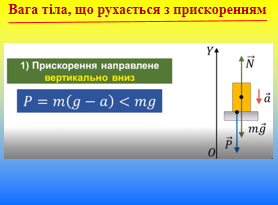 Вага тіла, що рухається з прискоренням
1) Прискорення направлене
вертикально вниз
P = m(g − a) < mg
Y
N⃗
a⃗
mg⃗
P⃗
O